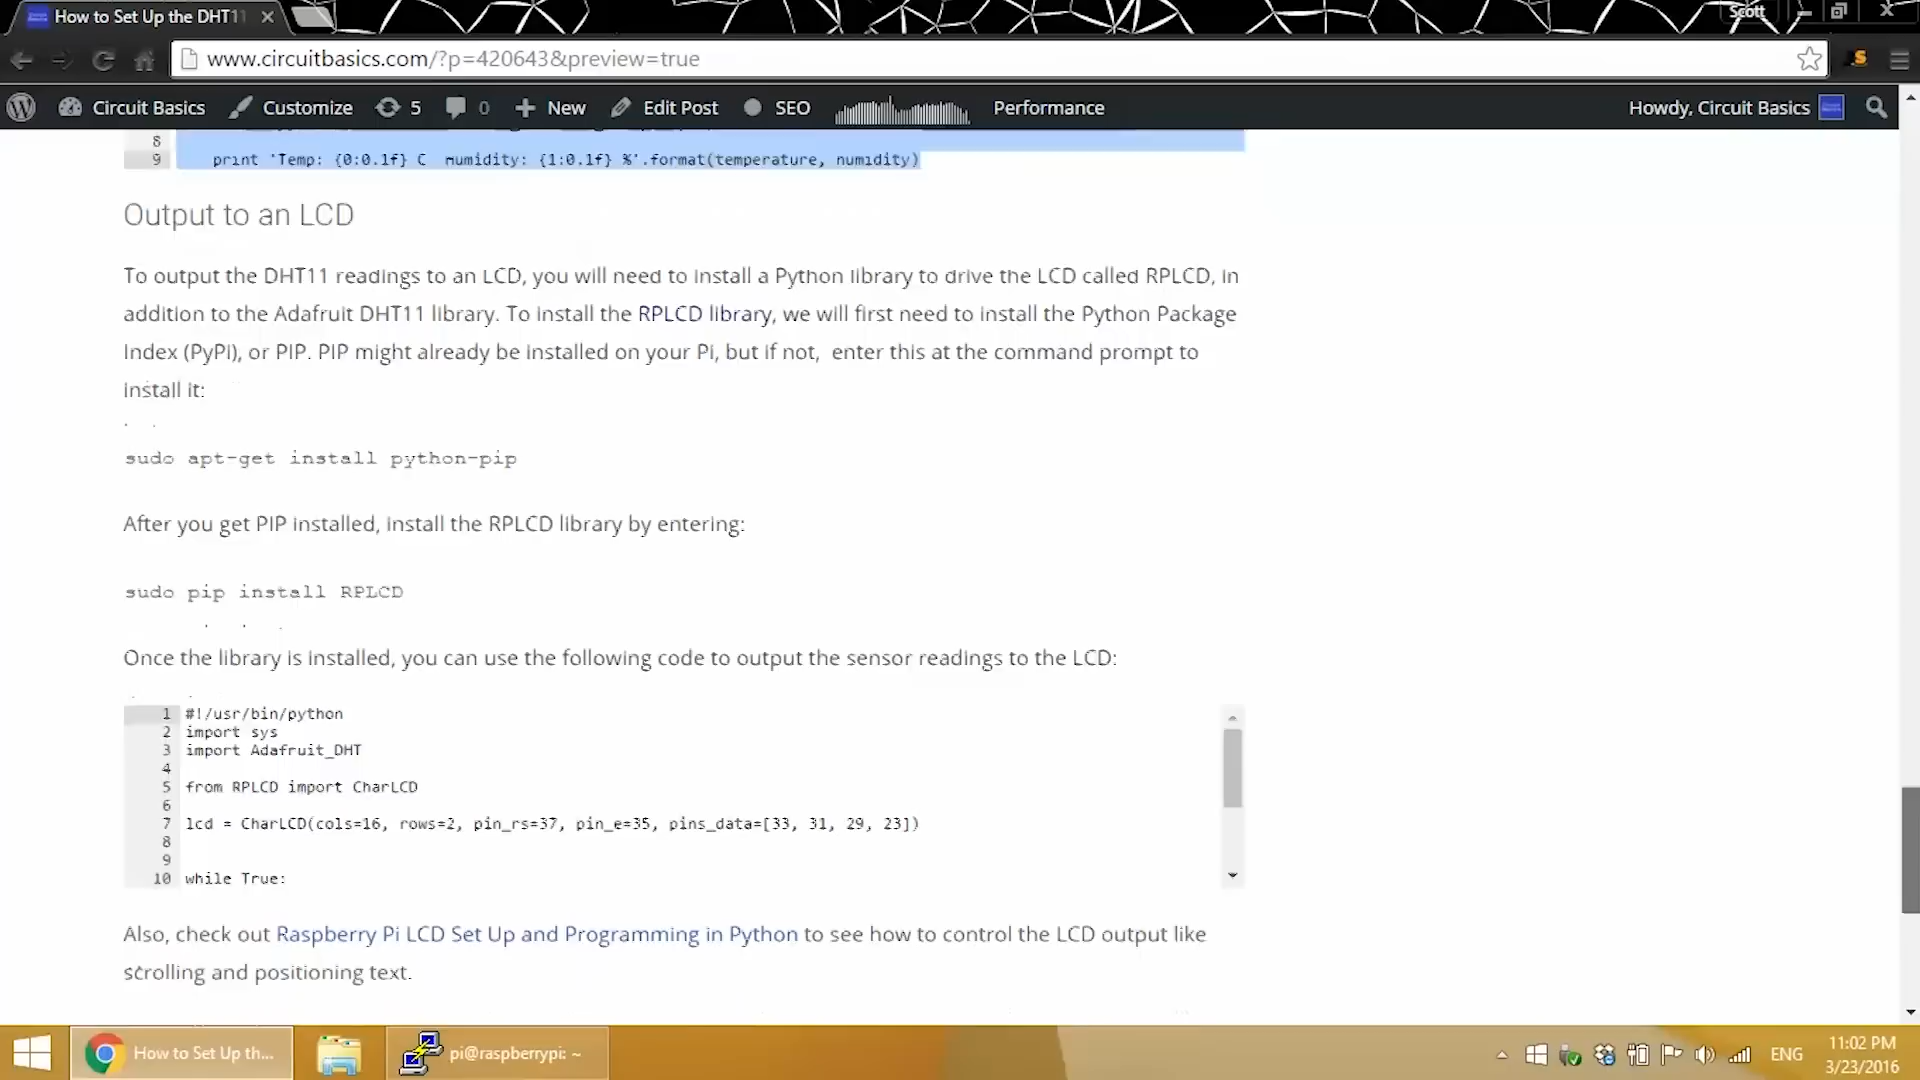 How to Set Up the DHT11
Scott
www.circuitbasics.com/?p=420643&preview=true
Circuit Basics Customize 5 0 New Edit Post SEO Performance Howdy, Circuit Basics
8
9 print 'Temp: {0:0.1f} C Humidity: {1:0.1f} %'.format(temperature, humidity)
Output to an LCD
To output the DHT11 readings to an LCD, you will need to install a Python library to drive the LCD called RPLCD, in
addition to the Adafruit DHT11 library. To install the RPLCD library, we will first need to install the Python Package
Index (PyPi), or PIP. PIP might already be installed on your Pi, but if not, enter this at the command prompt to
install it:
sudo apt-get install python-pip
After you get PIP installed, install the RPLCD library by entering:
sudo pip install RPLCD
Once the library is installed, you can use the following code to output the sensor readings to the LCD:
1 #!/usr/bin/python
2 import sys
3 import Adafruit_DHT
4
5 from RPLCD import CharLCD
6
7 lcd = CharLCD(cols=16, rows=2, pin_rs=37, pin_e=35, pins_data=[33, 31, 29, 23])
8
9
10 while True:
Also, check out Raspberry Pi LCD Set Up and Programming in Python to see how to control the LCD output like
scrolling and positioning text.
How to Set Up th... pi@raspberrypi: ~ ENG 11:02 PM
3/23/2016